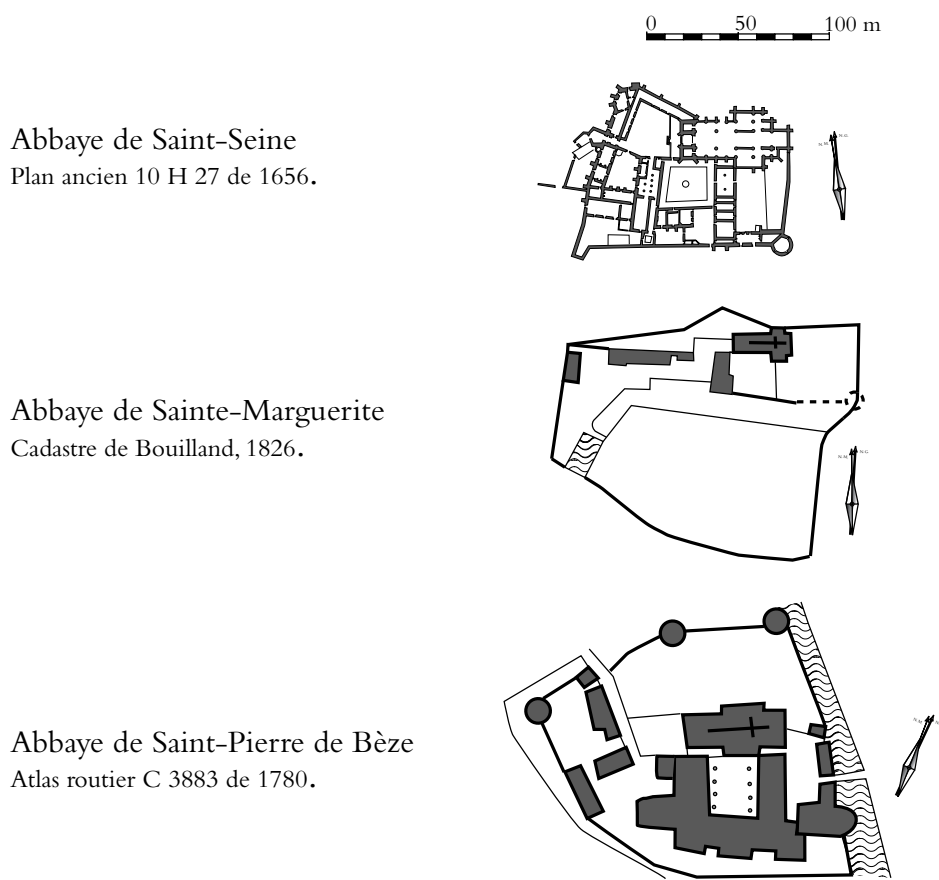 0 50 100 m
Abbaye de Saint-Seine
Plan ancien 10 H 27 de 1656.
N. M. N. G.
Abbaye de Sainte-Marguerite
Cadastre de Bouilland, 1826.
N. M. N. G.
Abbaye de Saint-Pierre de Bèze
Atlas routier C 3883 de 1780.